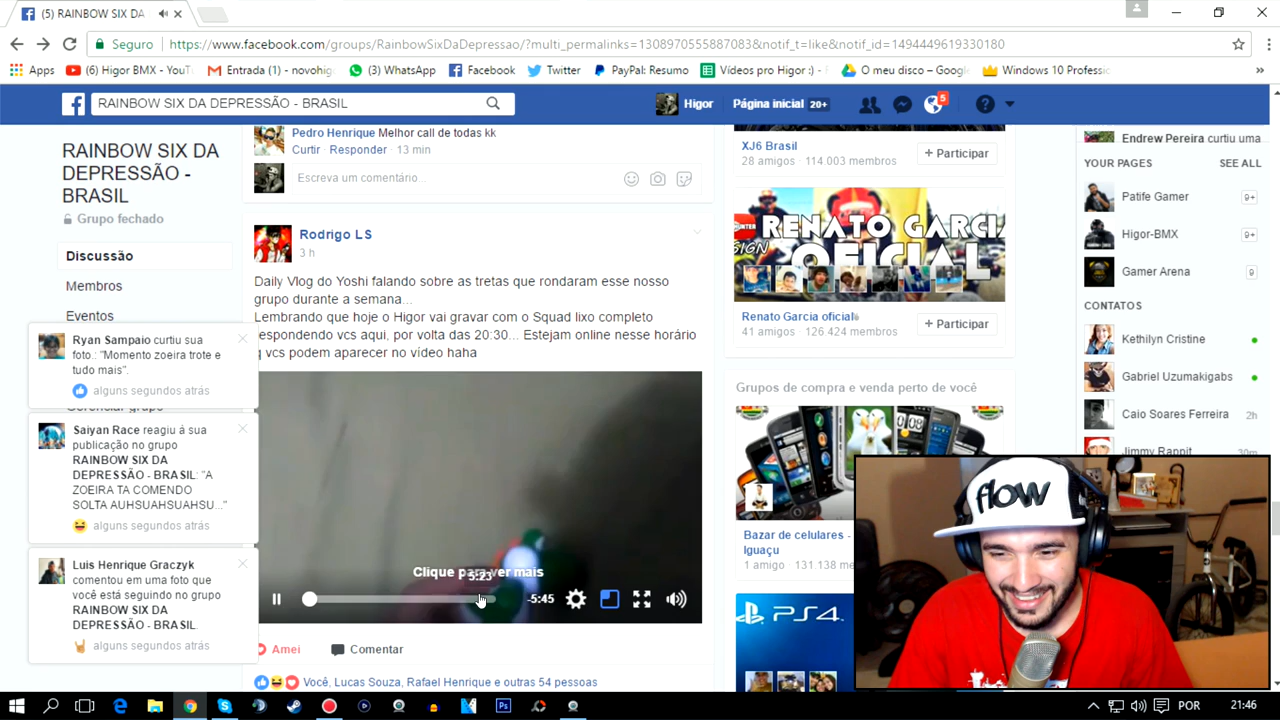 (5) RAINBOW SIX DA
Seguro
https://www.facebook.com/groups/RainbowSixDaDepressao/?multi_permalinks=1308970555887083&notif_t=like&notif_id=1494449619330180
Apps
(6) Higor BMX - YouT
Entrada (1) - novohig
(3) WhatsApp
Facebook
Twitter
PayPal: Resumo
Vídeos pro Higor :) - F
O meu disco – Goog
Windows 10 Professi
»
RAINBOW SIX DA DEPRESSÃO - BRASIL
Higor
Página inicial 20+
5
RAINBOW SIX DA
DEPRESSÃO -
BRASIL
Grupo fechado
Discussão
Membros
Eventos
Gerenciar grupo
Ryan Sampaio curtiu sua
foto.: "Momento zoeira trote e
tudo mais".
alguns segundos atrás
Saiyan Race reagiu à sua
publicação no grupo
RAINBOW SIX DA
DEPRESSÃO - BRASIL: "A
ZOEIRA TA COMENDO
SOLTA AUHSUAHSUAHSU..."
alguns segundos atrás
Luis Henrique Graczyk
comentou em uma foto que
você está seguindo no grupo
RAINBOW SIX DA
DEPRESSÃO - BRASIL.
alguns segundos atrás
Pedro Henrique Melhor call de todas kk
Curtir · Responder · 13 min
Escreva um comentário...
Rodrigo LS
3 h
Daily Vlog do Yoshi falando sobre as tretas que rondaram esse nosso
grupo durante a semana...
Lembrando que hoje o Higor vai gravar com o Squad lixo completo
respondendo vcs aqui, por volta das 20:30... Estejam online nesse horário
q vcs podem aparecer no vídeo haha
Clique para ver mais
5:23
-5:45
Amei
Comentar
Você, Lucas Souza, Rafael Henrique e outras 54 pessoas
XJ6 Brasil
28 amigos · 114 003 membros
+ Participar
RENATO GARCIA
SIGN
OFICIAL
Renato Garcia oficial
41 amigos · 126 424 membros
+ Participar
Grupos de compra e venda perto de você
Bazar de celulares -
Iguaçu
1 amigo · 131.138 mem
PS4
Endrew Pereira curtiu uma
YOUR PAGES
SEE ALL
Patife Gamer
9+
Higor-BMX
9+
Gamer Arena
9
CONTATOS
Kethilyn Cristine
Gabriel Uzumakigabs
Caio Soares Ferreira
2h
Jimmy Rappit
30m
flow
POR
21:46